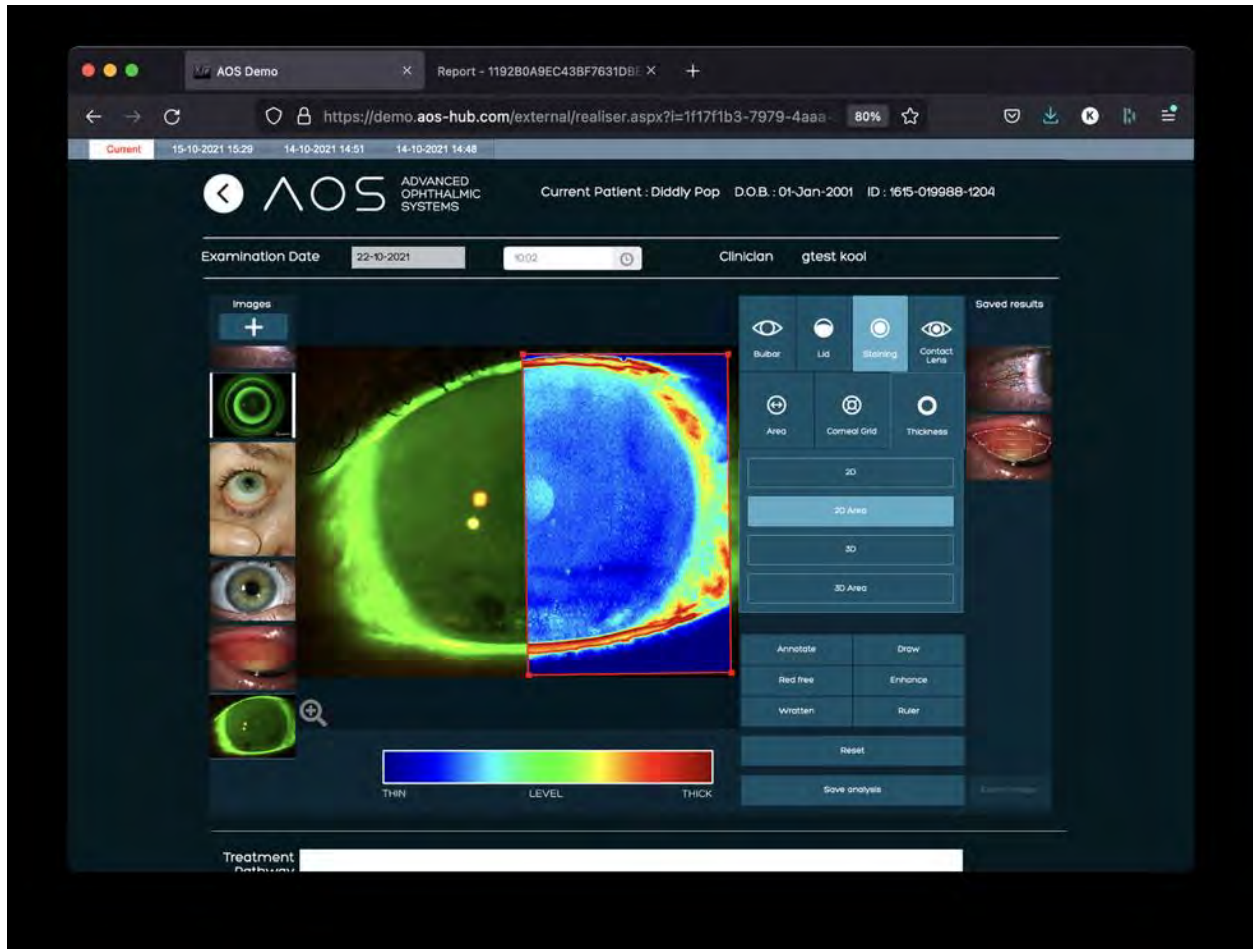 AOS Demo
Report - 1192B0A9EC43BF7631DBE
https://demo.aos-hub.com/external/realiser.aspx?i=1f17f1b3-7979-4aaa
80%
K
Current 15-10-2021 15:29 14-10-2021 14:51 14-10-2021 14:48
AOS
ADVANCED
OPHTHALMIC
SYSTEMS
Current Patient : Diddly Pop D.O.B. : 01-Jan-2001 ID : 1615-019988-1204
Examination Date 22-10-2021 10:02 Clinician gtest kool
Images
Bulbar Lid Staining Contact
Lens
Saved results
Area Corneal Grid Thickness
2D
2D Area
3D
3D Area
Annotate Draw
Red free Enhance
Wratten Ruler
Reset
Save analysis
THIN LEVEL THICK
Treatment
Pathway